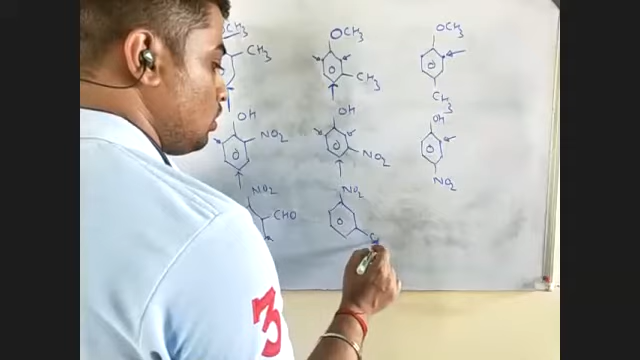 OCH3 OCH3 OCH3
CH3 CH3 CH3
OH OH OH
NO2 NO2 NO2
NO2 NO2
CHO
3